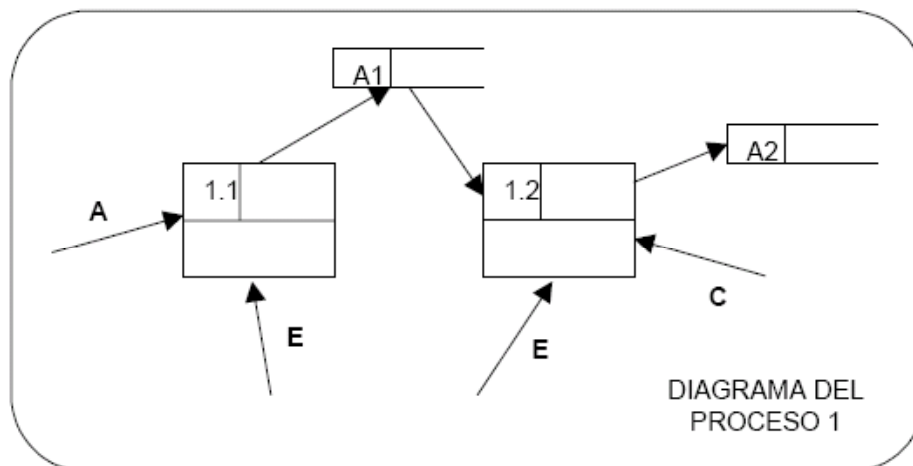 A1
A2
1.1
1.2
A
C
E
E
DIAGRAMA DEL
PROCESO 1